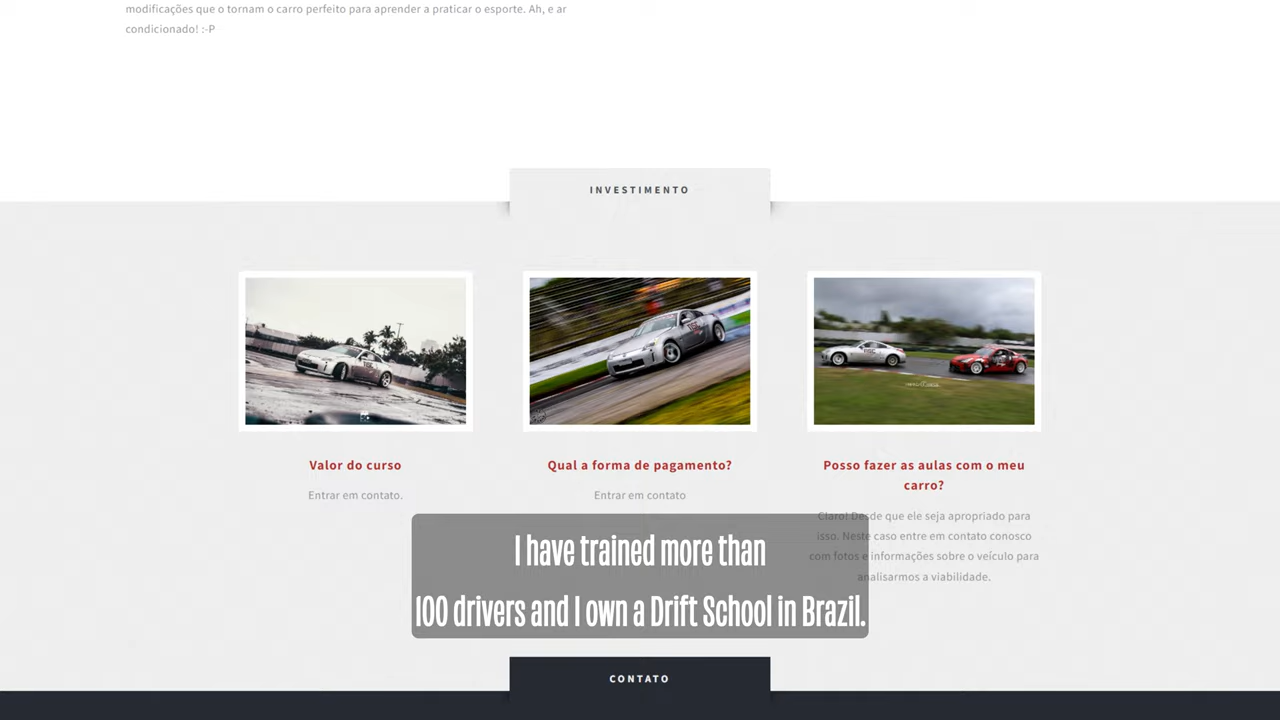 modificações que o tornam o carro perfeito para aprender a praticar o esporte. Ah, e ar
condicionado! :-P
INVESTIMENTO
Valor do curso
Entrar em contato.
Qual a forma de pagamento?
Entrar em contato
Posso fazer as aulas com o meu
carro?
Claro! Desde que ele seja apropriado para
isso. Neste caso entre em contato conosco
com fotos e informações sobre o veículo para
analisarmos a viabilidade.
I have trained more than
100 drivers and I own a Drift School in Brazil.
CONTATO